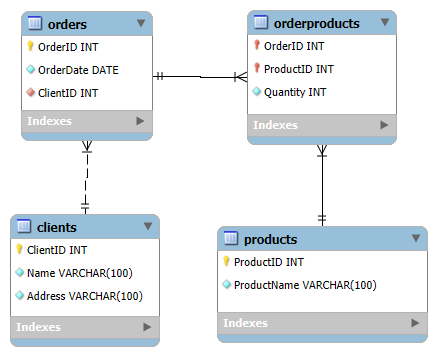 orders
OrderID INT
OrderDate DATE
ClientID INT
Indexes
orderproducts
OrderID INT
ProductID INT
Quantity INT
Indexes
clients
ClientID INT
Name VARCHAR(100)
Address VARCHAR(100)
Indexes
products
ProductID INT
ProductName VARCHAR(100)
Indexes